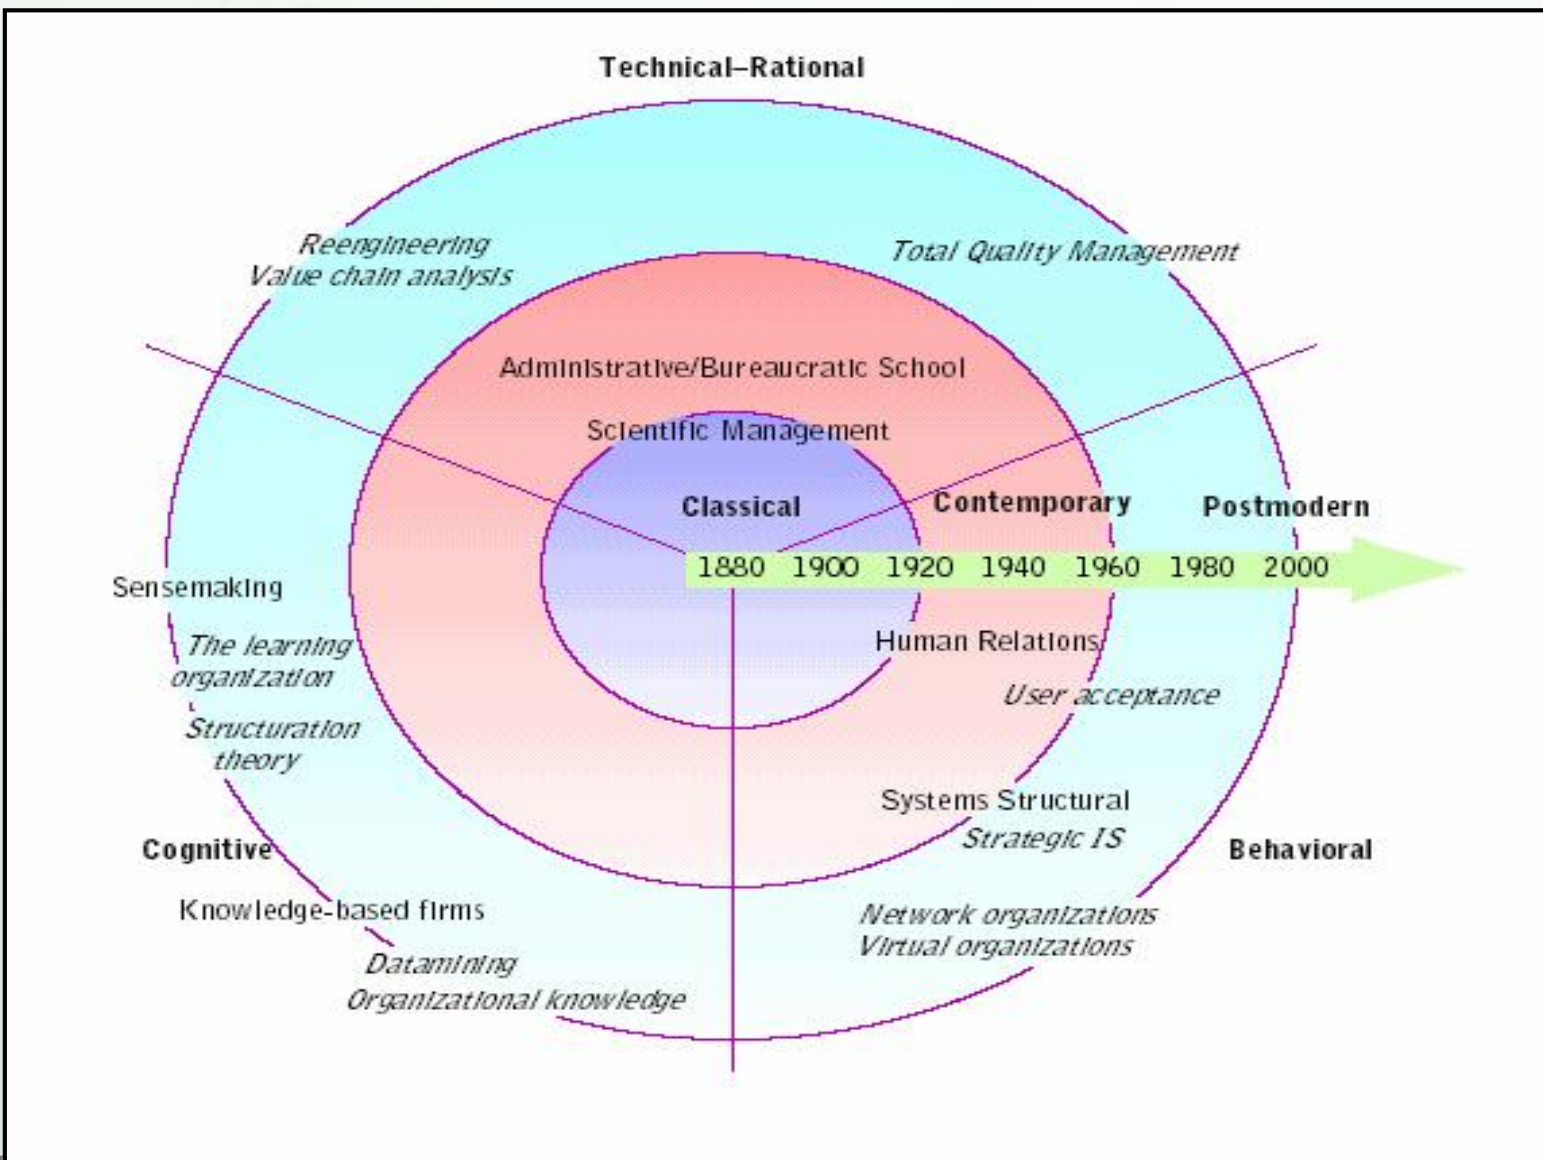 Technical–Rational
Reengineering
Value chain analysis
Total Quality Management
Administrative/Bureaucratic School
Scientific Management
Classical
Contemporary
Postmodern
1880 1900 1920 1940 1960 1980 2000
Sensemaking
The learning
organization
Structuration
theory
Human Relations
User acceptance
Systems Structural
Strategic IS
Cognitive
Behavioral
Knowledge-based firms
Datamining
Organizational knowledge
Network organizations
Virtual organizations